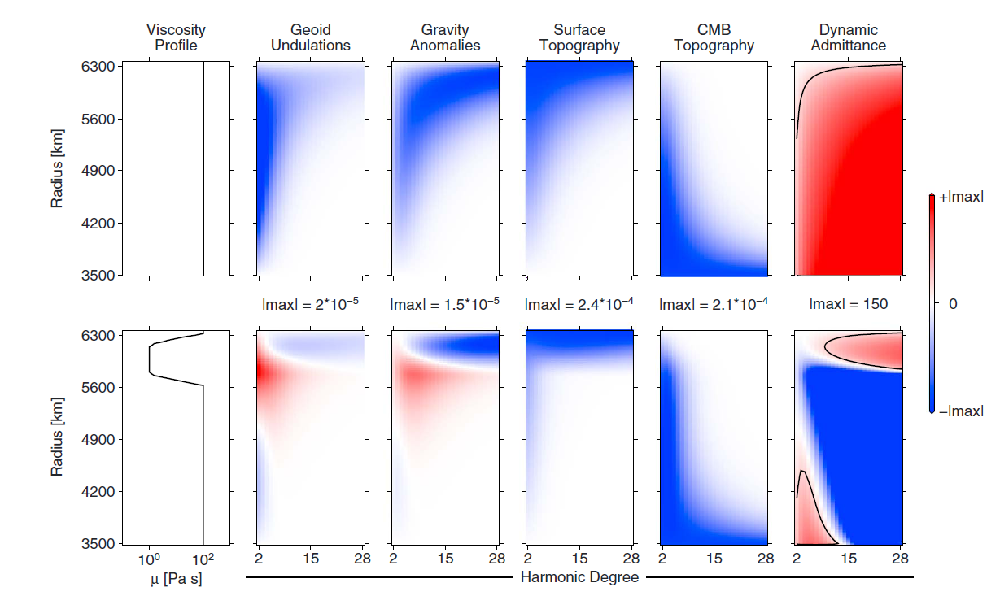 Viscosity Profile
Geoid Undulations
Gravity Anomalies
Surface Topography
CMB Topography
Dynamic Admittance
Radius [km]
6300
5600
4900
4200
3500
+|max|
0
−|max|
|max| = 2*10⁻⁵
|max| = 1.5*10⁻⁵
|max| = 2.4*10⁻⁴
|max| = 2.1*10⁻⁴
|max| = 150
Radius [km]
6300
5600
4900
4200
3500
10⁰ 10²
μ [Pa s]
2 15 28
2 15 28
2 15 28
2 15 28
2 15 28
Harmonic Degree